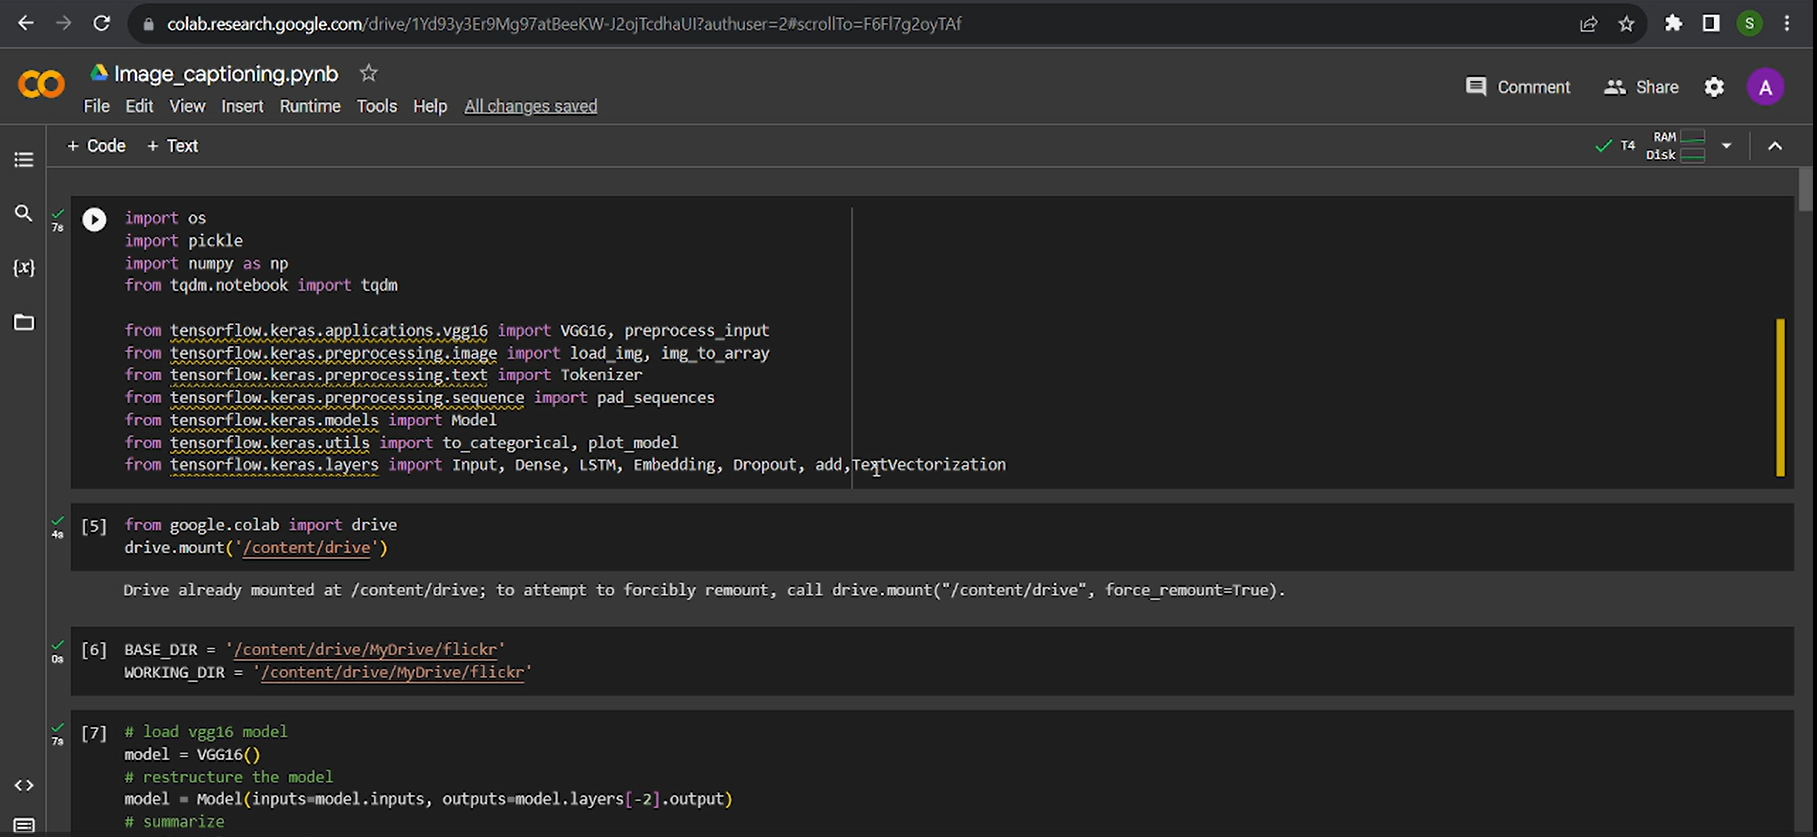 colab.research.google.com/drive/1Yd93y3Er9Mg97atBeeKW-J2ojTcdhaUI?authuser=2#scrollTo=F6Fl7g2oyTAf
S
Image_captioning.pynb
File Edit View Insert Runtime Tools Help All changes saved
Comment Share A
+ Code + Text
T4 RAM
Disk
7s
import os
import pickle
import numpy as np
from tqdm.notebook import tqdm
from tensorflow.keras.applications.vgg16 import VGG16, preprocess_input
from tensorflow.keras.preprocessing.image import load_img, img_to_array
from tensorflow.keras.preprocessing.text import Tokenizer
from tensorflow.keras.preprocessing.sequence import pad_sequences
from tensorflow.keras.models import Model
from tensorflow.keras.utils import to_categorical, plot_model
from tensorflow.keras.layers import Input, Dense, LSTM, Embedding, Dropout, add,TextVectorization
4s
[5] from google.colab import drive
drive.mount('/content/drive')
Drive already mounted at /content/drive; to attempt to forcibly remount, call drive.mount("/content/drive", force_remount=True).
0s
[6] BASE_DIR = '/content/drive/MyDrive/flickr'
WORKING_DIR = '/content/drive/MyDrive/flickr'
7s
[7] # load vgg16 model
model = VGG16()
# restructure the model
model = Model(inputs=model.inputs, outputs=model.layers[-2].output)
# summarize